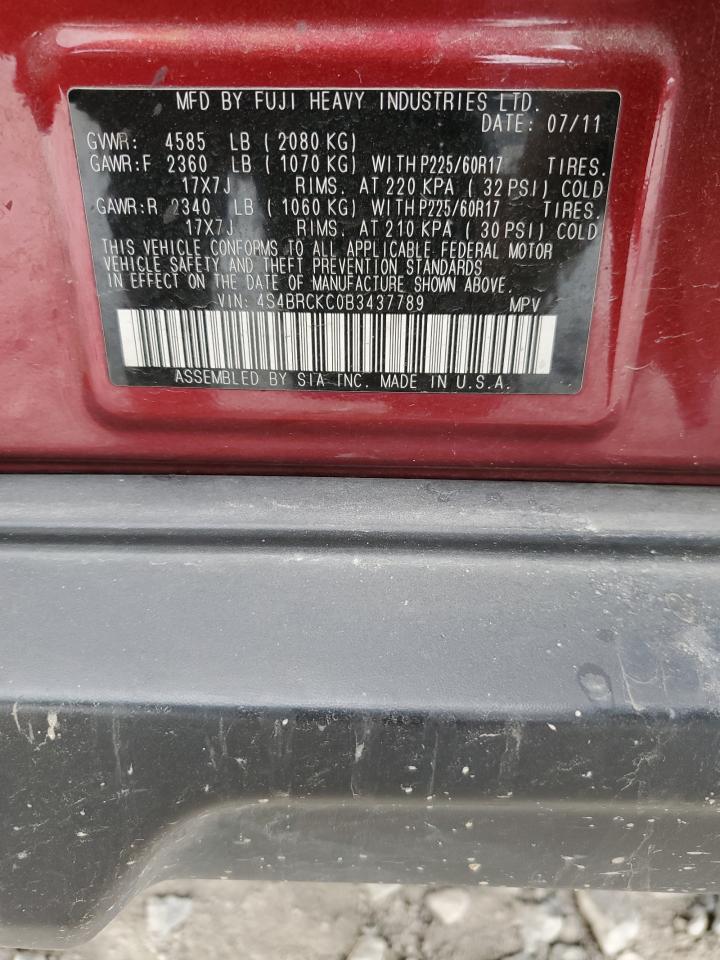 MFD BY FUJI HEAVY INDUSTRIES LTD.
DATE: 07/11
GVWR: 4585 LB (2080 KG)
GAWR:F 2360 LB (1070 KG) WITH P225/60R17 TIRES.
17X7J RIMS. AT 220 KPA (32 PSI) COLD
GAWR:R 2340 LB (1060 KG) WITH P225/60R17 TIRES.
17X7J RIMS. AT 210 KPA (30 PSI) COLD
THIS VEHICLE CONFORMS TO ALL APPLICABLE FEDERAL MOTOR
VEHICLE SAFETY AND THEFT PREVENTION STANDARDS
IN EFFECT ON THE DATE OF MANUFACTURE SHOWN ABOVE.
VIN: 4S4BRCKC0B3437789 MPV
ASSEMBLED BY SIA INC. MADE IN U.S.A.